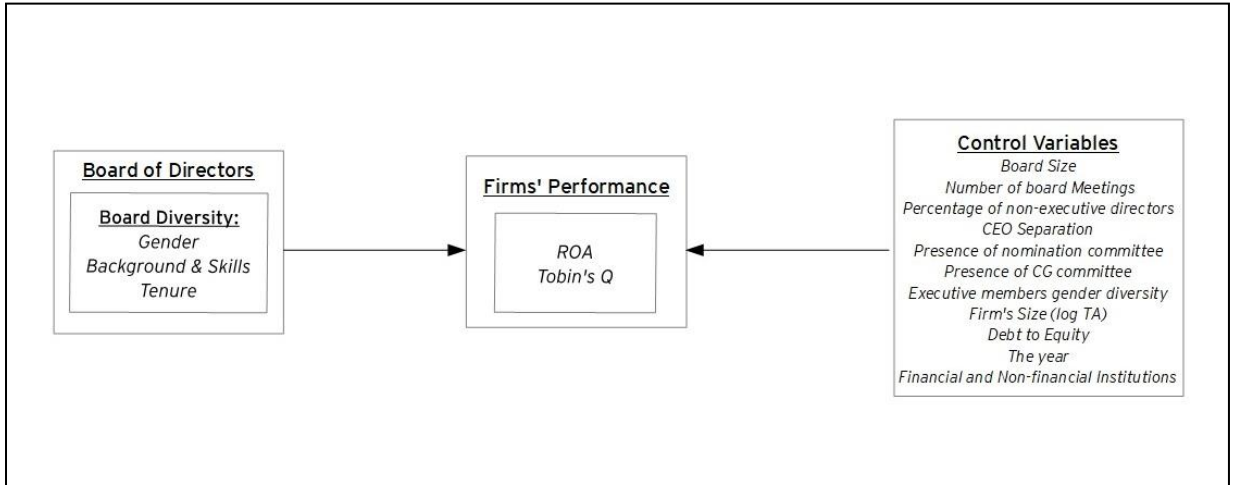 Board of Directors
Board Diversity:
Gender
Background & Skills
Tenure
Firms' Performance
ROA
Tobin's Q
Control Variables
Board Size
Number of board Meetings
Percentage of non-executive directors
CEO Separation
Presence of nomination committee
Presence of CG committee
Executive members gender diversity
Firm's Size (log TA)
Debt to Equity
The year
Financial and Non-financial Institutions